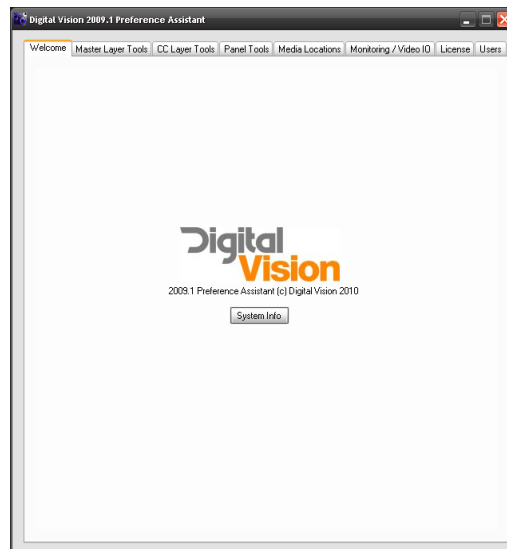 Digital Vision 2009.1 Preference Assistant
Welcome Master Layer Tools CC Layer Tools Panel Tools Media Locations Monitoring / Video IO License Users
Digital
Vision
2009.1 Preference Assistant (c) Digital Vision 2010
System Info